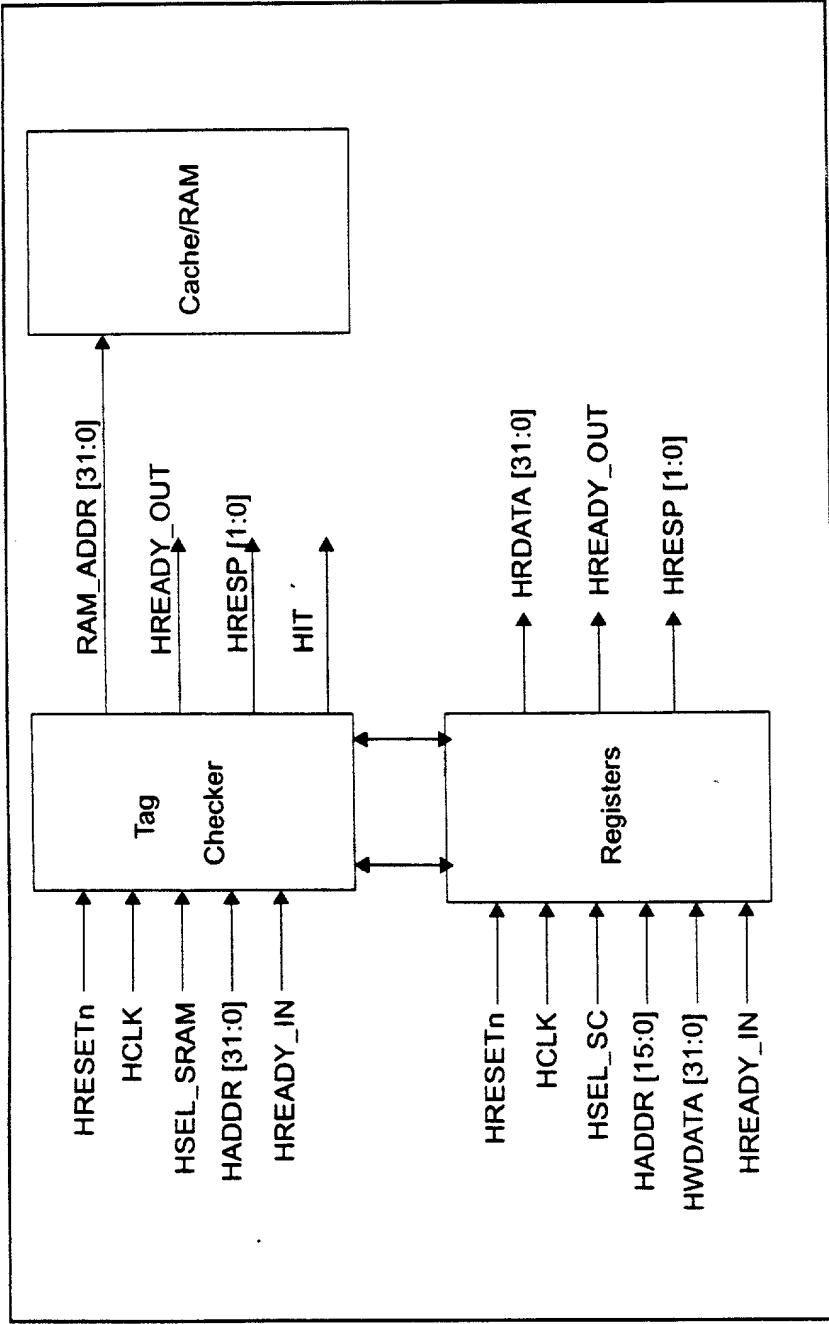 HRESETn
HCLK
HSEL_SRAM
HADDR [31:0]
HREADY_IN
Tag
Checker
RAM_ADDR [31:0]
HREADY_OUT
HRESP [1:0]
HIT
Cache/RAM
HRESETn
HCLK
HSEL_SC
HADDR [15:0]
HWDATA [31:0]
HREADY_IN
Registers
HRDATA [31:0]
HREADY_OUT
HRESP [1:0]